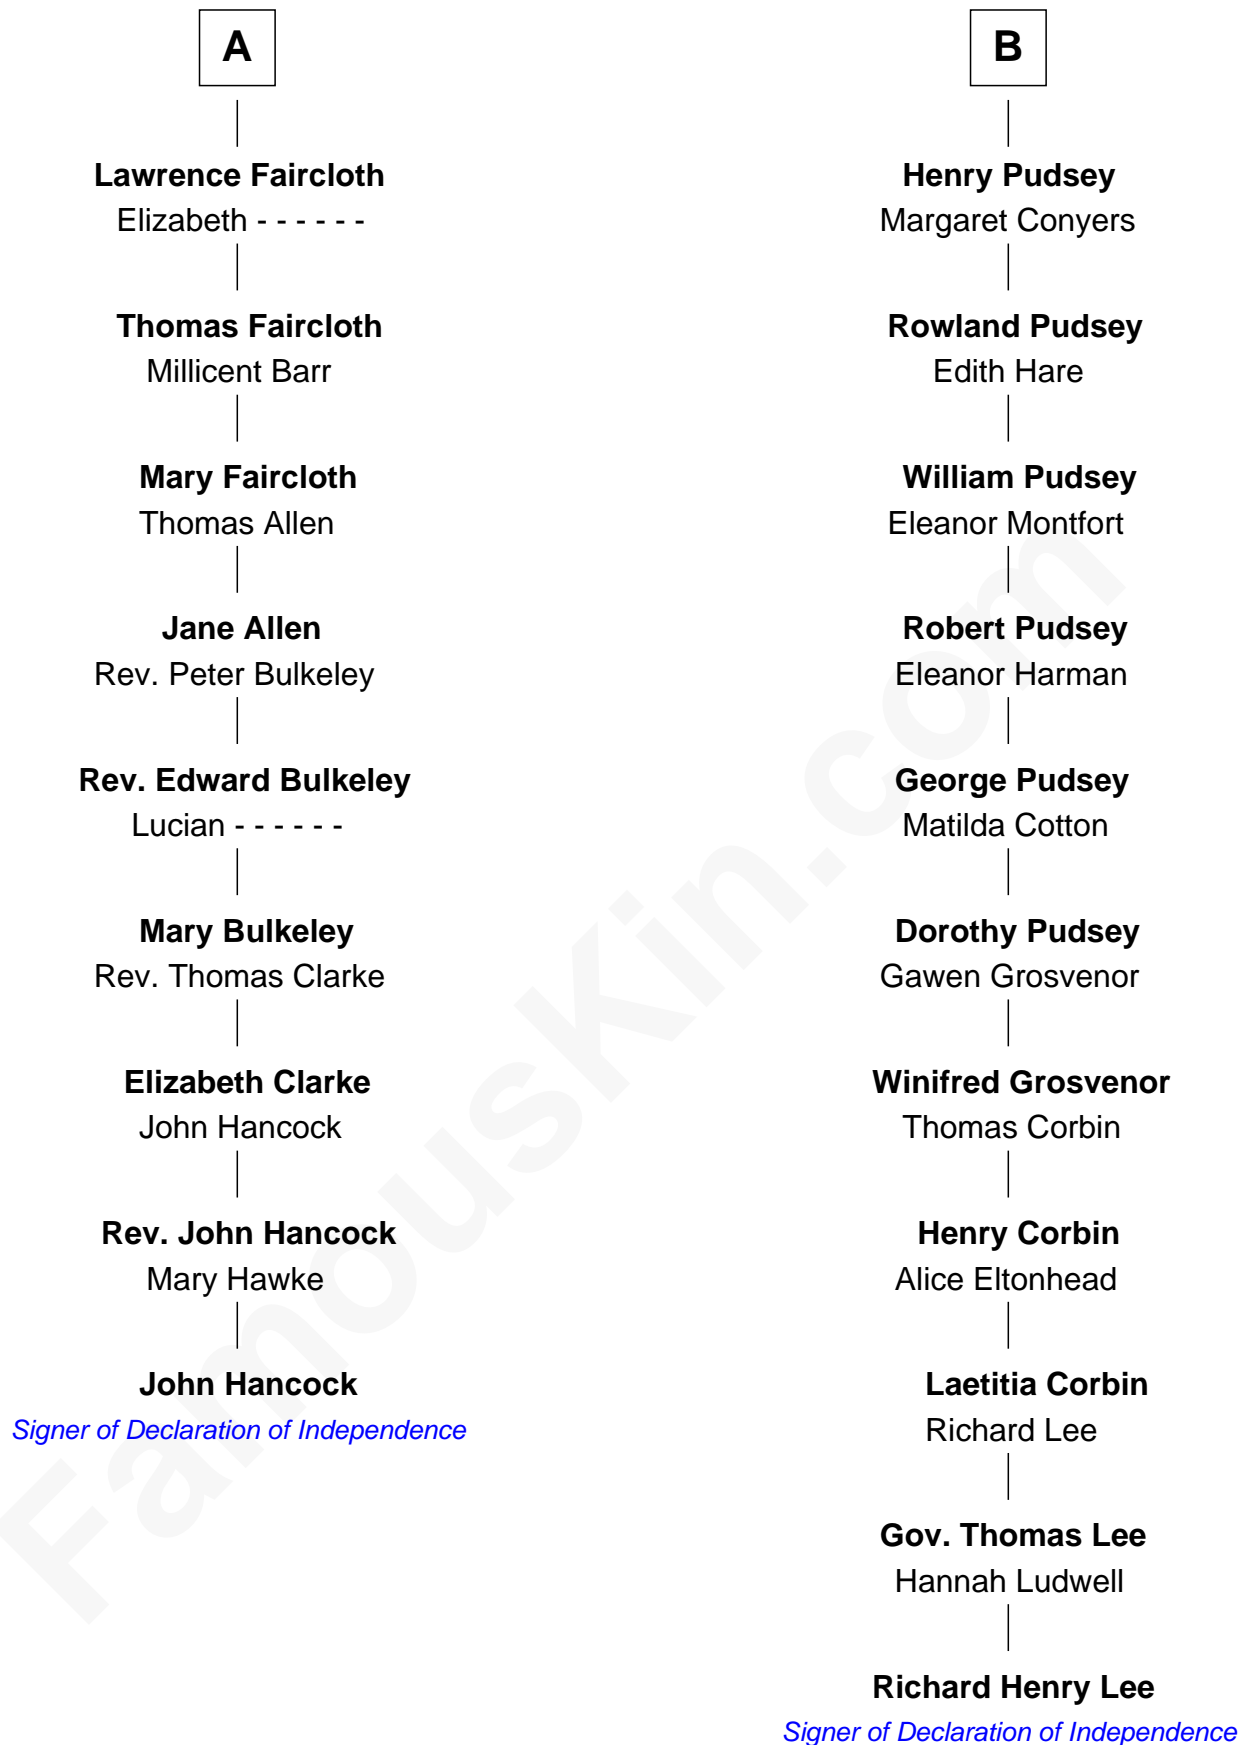 A
Lawrence Faircloth
Elizabeth - - - - - -
Thomas Faircloth
Millicent Barr
Mary Faircloth
Thomas Allen
Jane Allen
Rev. Peter Bulkeley
Rev. Edward Bulkeley
Lucian - - - - - -
Mary Bulkeley
Rev. Thomas Clarke
Elizabeth Clarke
John Hancock
Rev. John Hancock
Mary Hawke
John Hancock
Signer of Declaration of Independence
B
Henry Pudsey
Margaret Conyers
Rowland Pudsey
Edith Hare
William Pudsey
Eleanor Montfort
Robert Pudsey
Eleanor Harman
George Pudsey
Matilda Cotton
Dorothy Pudsey
Gawen Grosvenor
Winifred Grosvenor
Thomas Corbin
Henry Corbin
Alice Eltonhead
Laetitia Corbin
Richard Lee
Gov. Thomas Lee
Hannah Ludwell
Richard Henry Lee
Signer of Declaration of Independence
FamousKin.com